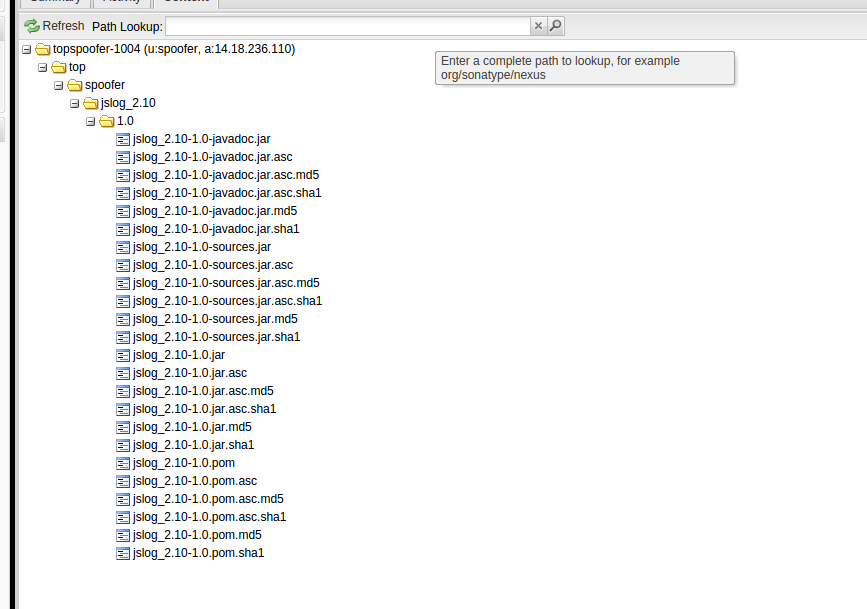 Summary Activity Content
Refresh Path Lookup:
topspoofer-1004 (u:spoofer, a:14.18.236.110)
Enter a complete path to lookup, for example
org/sonatype/nexus
top
spoofer
jslog_2.10
1.0
jslog_2.10-1.0-javadoc.jar
jslog_2.10-1.0-javadoc.jar.asc
jslog_2.10-1.0-javadoc.jar.asc.md5
jslog_2.10-1.0-javadoc.jar.asc.sha1
jslog_2.10-1.0-javadoc.jar.md5
jslog_2.10-1.0-javadoc.jar.sha1
jslog_2.10-1.0-sources.jar
jslog_2.10-1.0-sources.jar.asc
jslog_2.10-1.0-sources.jar.asc.md5
jslog_2.10-1.0-sources.jar.asc.sha1
jslog_2.10-1.0-sources.jar.md5
jslog_2.10-1.0-sources.jar.sha1
jslog_2.10-1.0.jar
jslog_2.10-1.0.jar.asc
jslog_2.10-1.0.jar.asc.md5
jslog_2.10-1.0.jar.asc.sha1
jslog_2.10-1.0.jar.md5
jslog_2.10-1.0.jar.sha1
jslog_2.10-1.0.pom
jslog_2.10-1.0.pom.asc
jslog_2.10-1.0.pom.asc.md5
jslog_2.10-1.0.pom.asc.sha1
jslog_2.10-1.0.pom.md5
jslog_2.10-1.0.pom.sha1